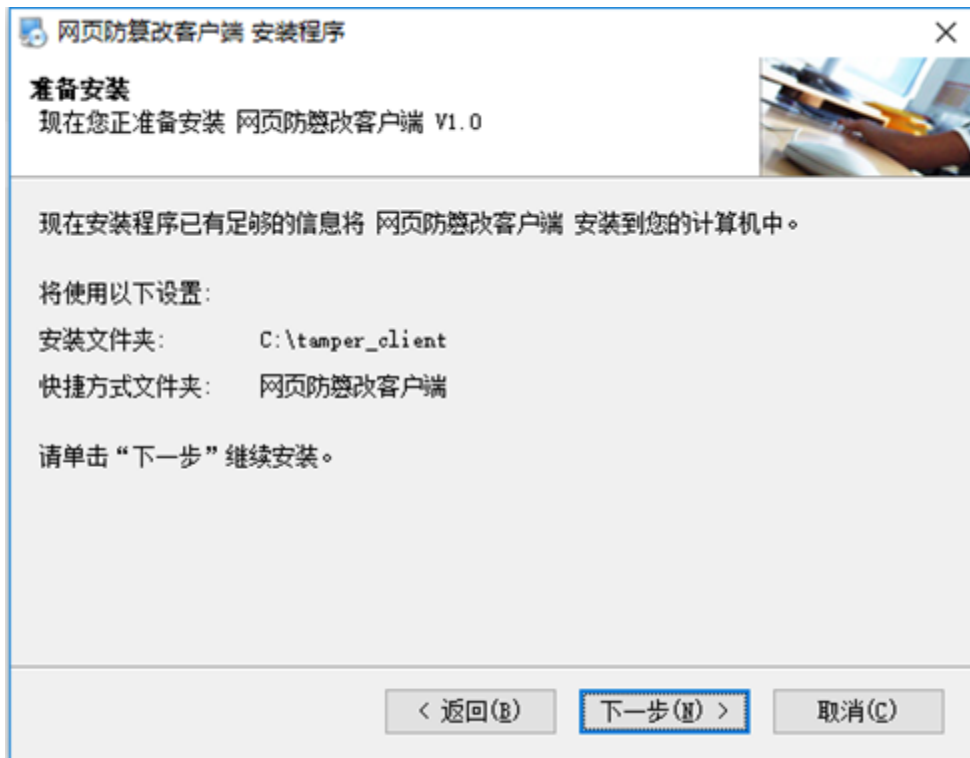 网页防篡改客户端 安装程序
准备安装
现在您正准备安装 网页防篡改客户端 V1.0
现在安装程序已有足够的信息将 网页防篡改客户端 安装到您的计算机中。
将使用以下设置:
安装文件夹: C:\tamper_client
快捷方式文件夹: 网页防篡改客户端
请单击“下一步”继续安装。
< 返回(B) 下一步(N) > 取消(C)